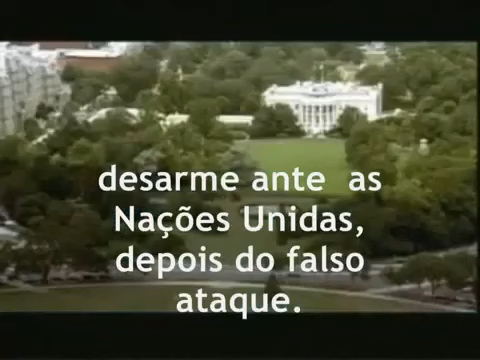 desarme ante as
Nações Unidas,
depois do falso
ataque.